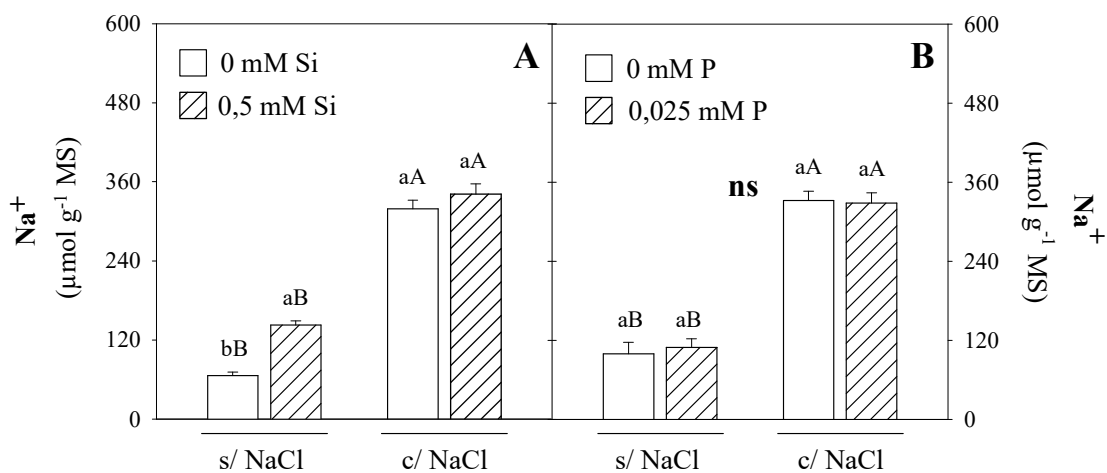 Na+
(µmol g-1 MS)
600
480
360
240
120
0
A
0 mM Si
0,5 mM Si
bB
aB
aA
aA
s/ NaCl
c/ NaCl
B
0 mM P
0,025 mM P
ns
aB
aB
aA
aA
s/ NaCl
c/ NaCl
600
480
360
240
120
0
Na+
(µmol g-1 MS)